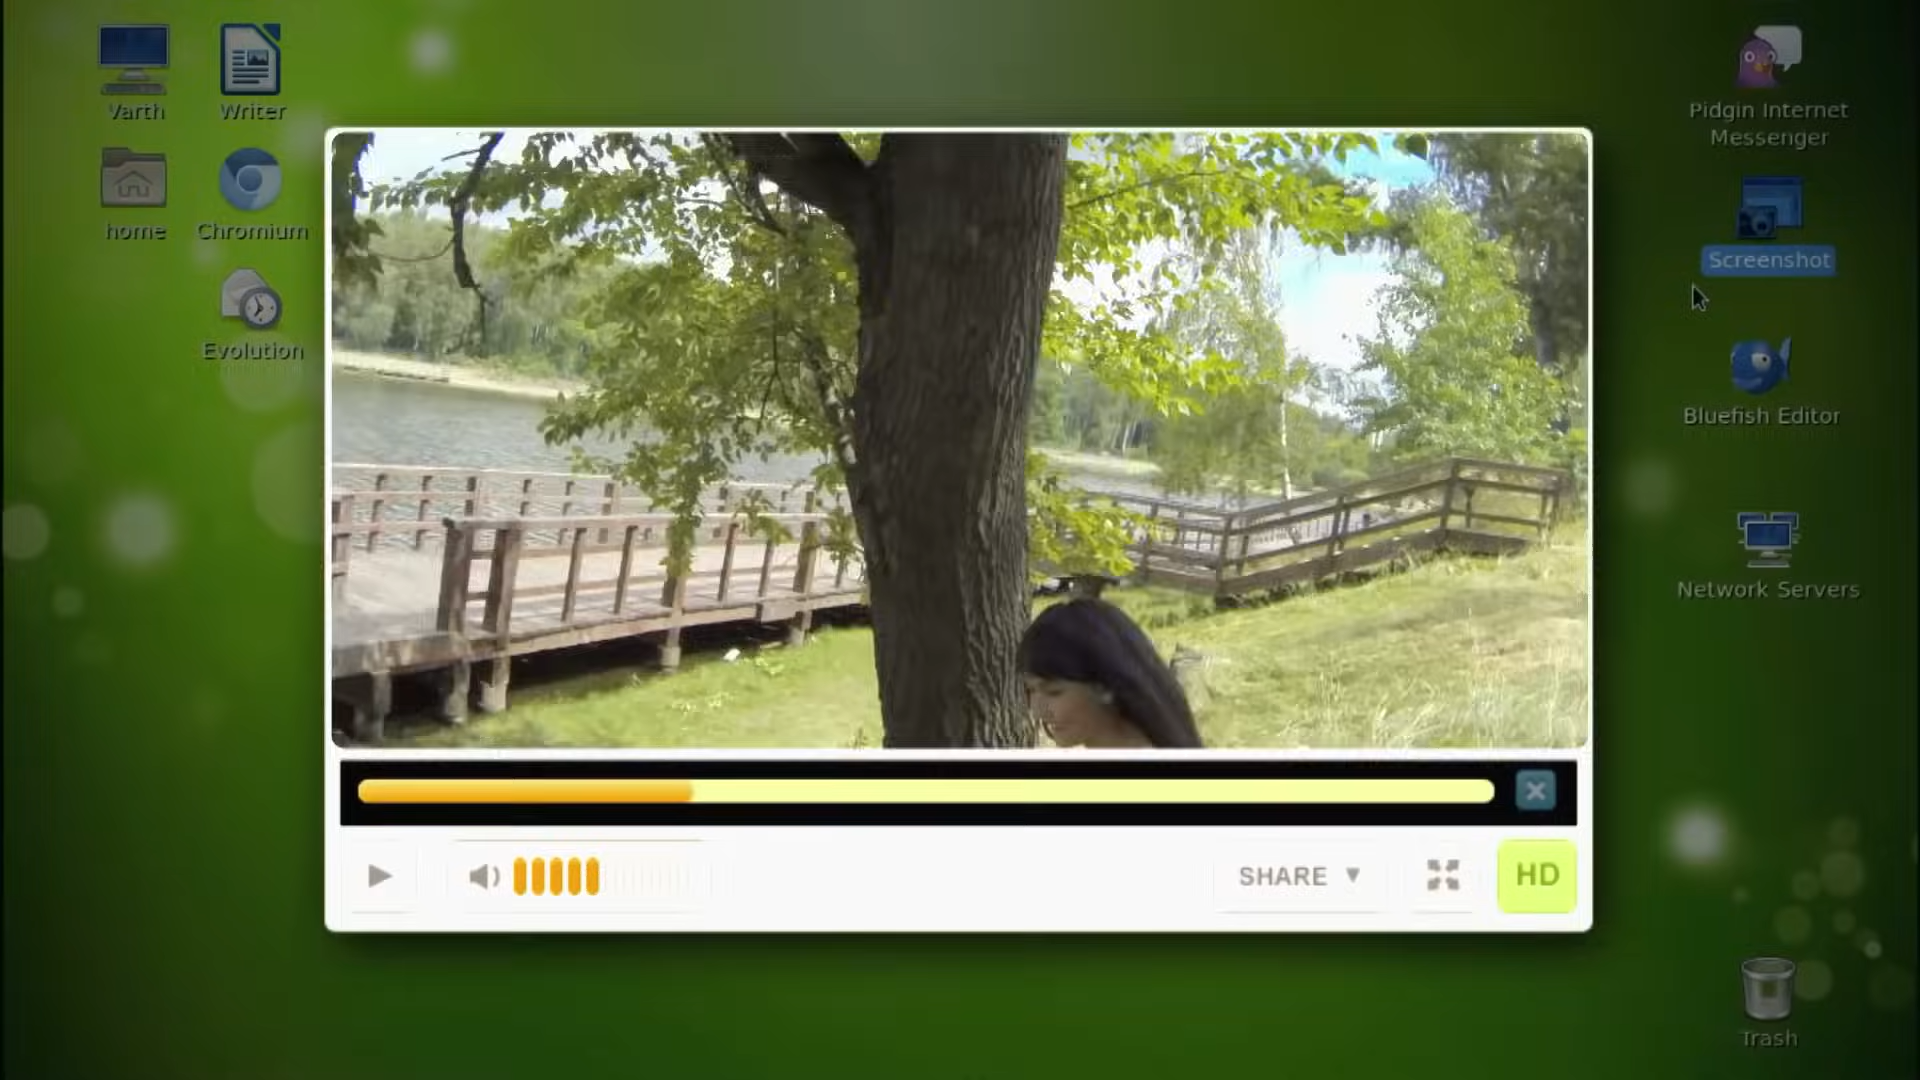 Varth
Writer
home
Chromium
Evolution
Pidgin Internet
Messenger
Screenshot
Bluefish Editor
Network Servers
Trash
SHARE
HD